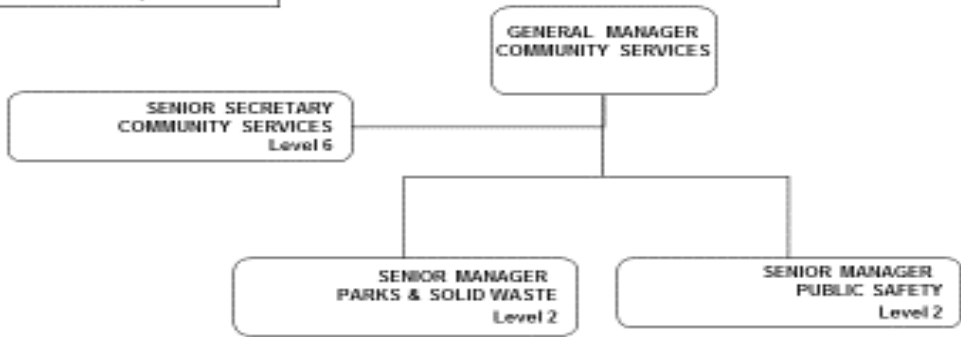 GENERAL MANAGER
COMMUNITY SERVICES
SENIOR SECRETARY
COMMUNITY SERVICES
Level 6
SENIOR MANAGER
PARKS & SOLID WASTE
Level 2
SENIOR MANAGER
PUBLIC SAFETY
Level 2